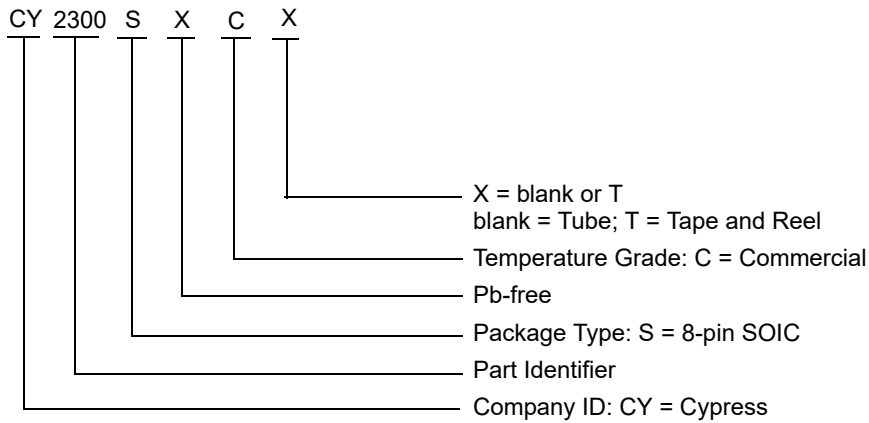 CY 2300 S X C X
X = blank or T
blank = Tube; T = Tape and Reel
Temperature Grade: C = Commercial
Pb-free
Package Type: S = 8-pin SOIC
Part Identifier
Company ID: CY = Cypress